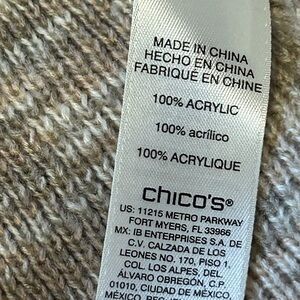 MADE IN CHINA
HECHO EN CHINA
FABRIQUÉ EN CHINE
100% ACRYLIC
100% acrílico
100% ACRYLIQUE
chico's®
US: 11215 METRO PARKWAY
FORT MYERS, FL 33966
MX: IB ENTERPRISES S.A. DE
C.V. CALZADA DE LOS
LEONES NO. 170, PISO 1,
COL. LOS ALPES, DEL.
ÁLVARO OBREGÓN, C.P.
01010, CIUDAD DE MÉXICO,
MÉXICO.